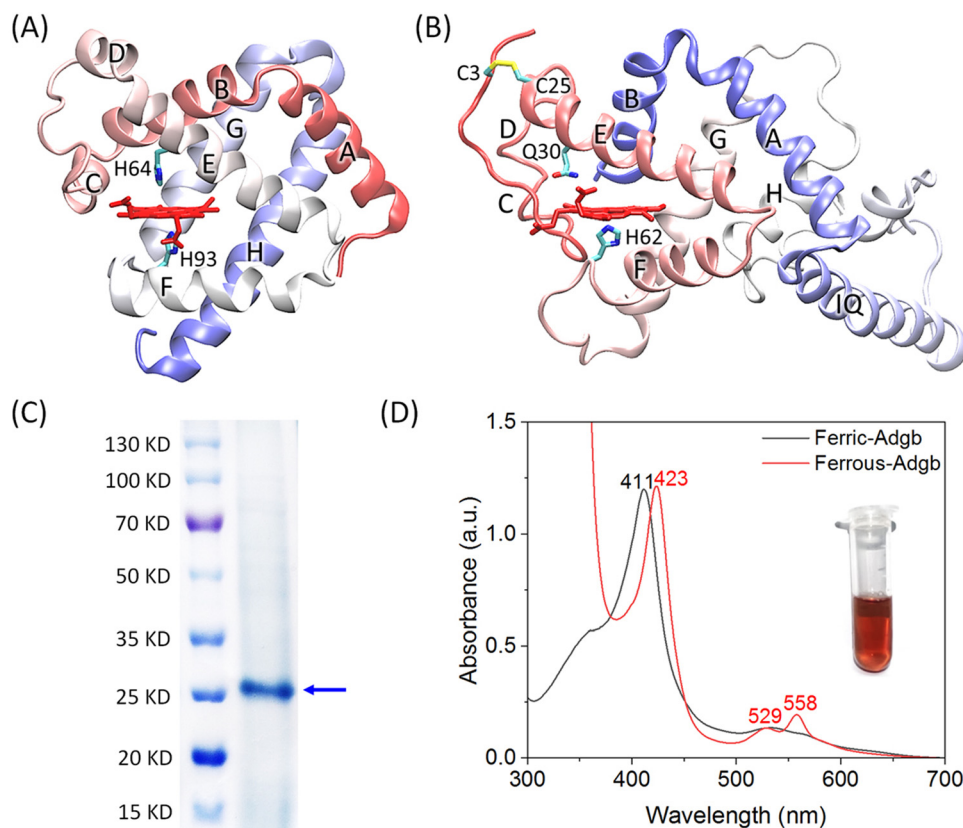 (A)
D
B
G
A
H64
E
C
H93
H
F
(B)
C3
C25
B
D
E
G
A
Q30
C
H
H62
F
IQ
(C)
130 KD
100 KD
70 KD
50 KD
35 KD
25 KD
20 KD
15 KD
(D)
1.5
1.0
0.5
0.0
Absorbance (a.u.)
Ferric-Adgb
Ferrous-Adgb
411 423
529 558
300 400 500 600 700
Wavelength (nm)